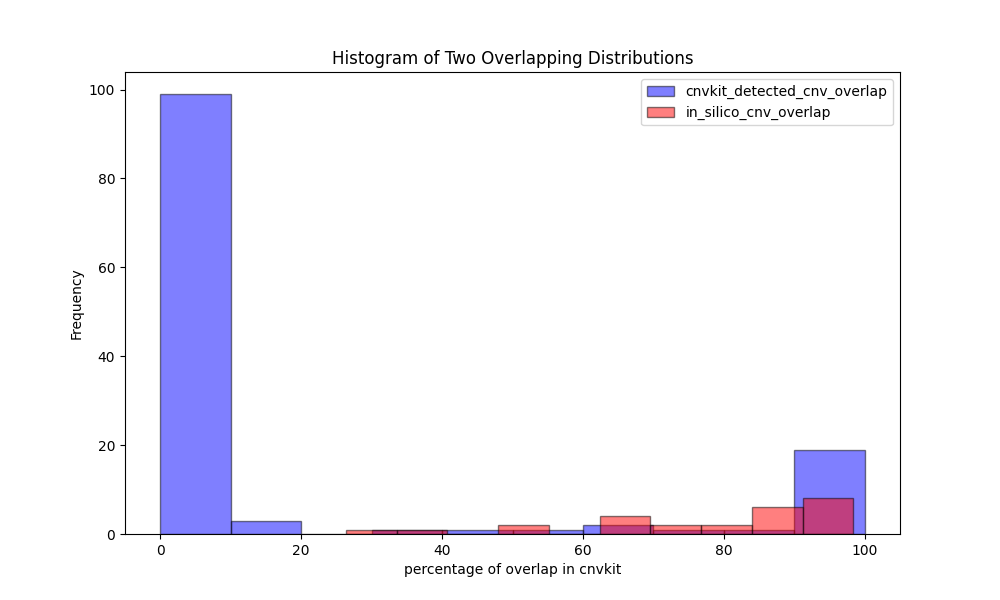 Histogram of Two Overlapping Distributions
cnvkit_detected_cnv_overlap
in_silico_cnv_overlap
Frequency
100
80
60
40
20
0
0 20 40 60 80 100
percentage of overlap in cnvkit